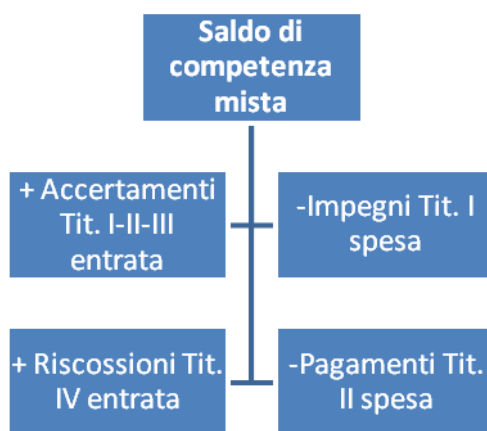 Saldo di
competenza
mista
+ Accertamenti
Tit. I-II-III
entrata
-Impegni Tit. I
spesa
+ Riscossioni Tit.
IV entrata
-Pagamenti Tit.
II spesa